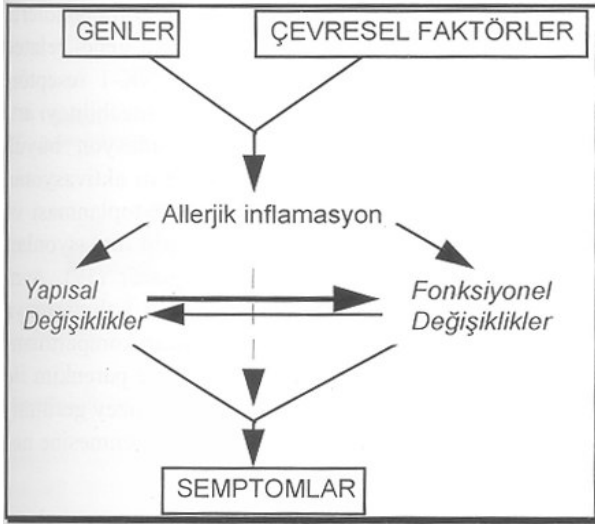 GENLER
ÇEVRESEL FAKTÖRLER
Allerjik inflamasyon
Yapısal
Değişiklikler
Fonksiyonel
Değişiklikler
SEMPTOMLAR